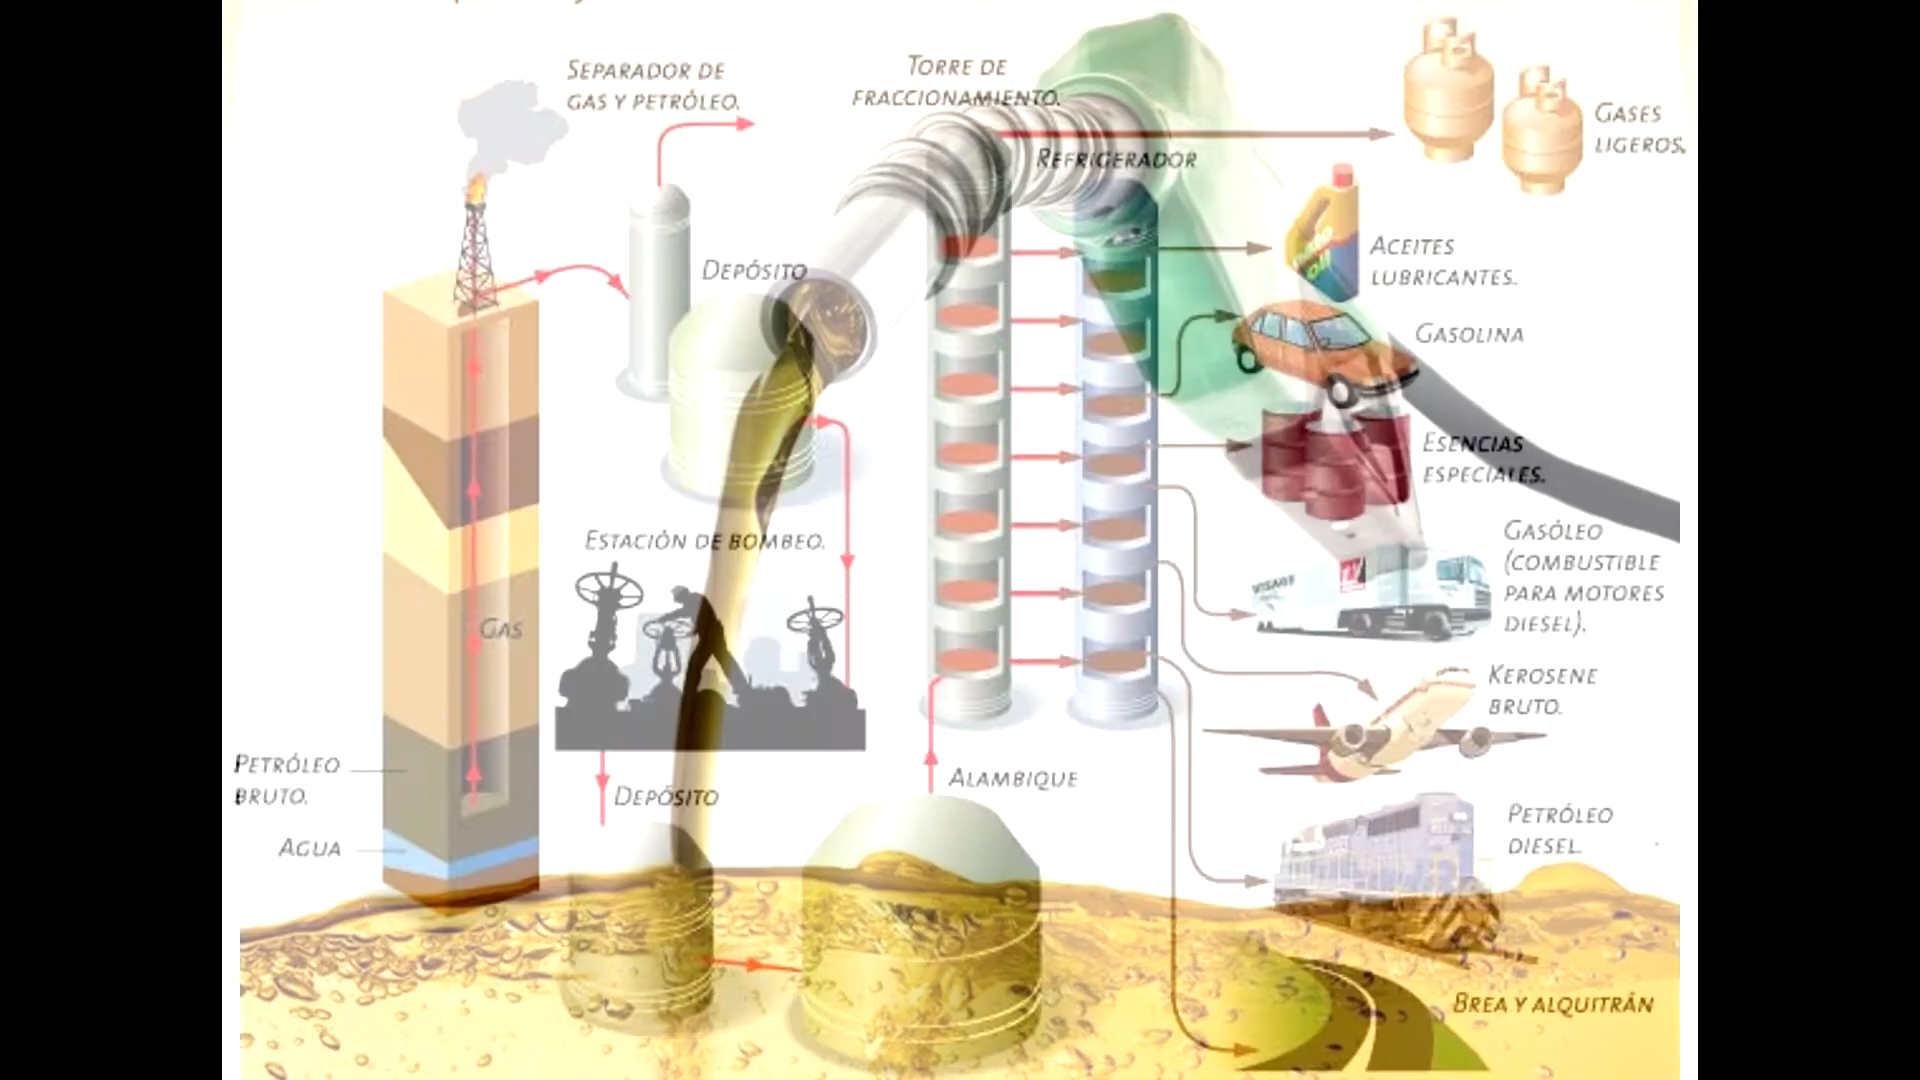 SEPARADOR DE
GAS Y PETRÓLEO.
TORRE DE
FRACCIONAMIENTO.
REFRIGERADOR
GASES
LIGEROS.
DEPÓSITO
ACEITES
LUBRICANTES.
GASOLINA
ESENCIAS
ESPECIALES.
ESTACIÓN DE BOMBEO.
GASÓLEO
(COMBUSTIBLE
PARA MOTORES
DIESEL).
GAS
KEROSENE
BRUTO.
PETRÓLEO
BRUTO.
DEPÓSITO
ALAMBIQUE
PETRÓLEO
DIESEL.
AGUA
BREA Y ALQUITRÁN